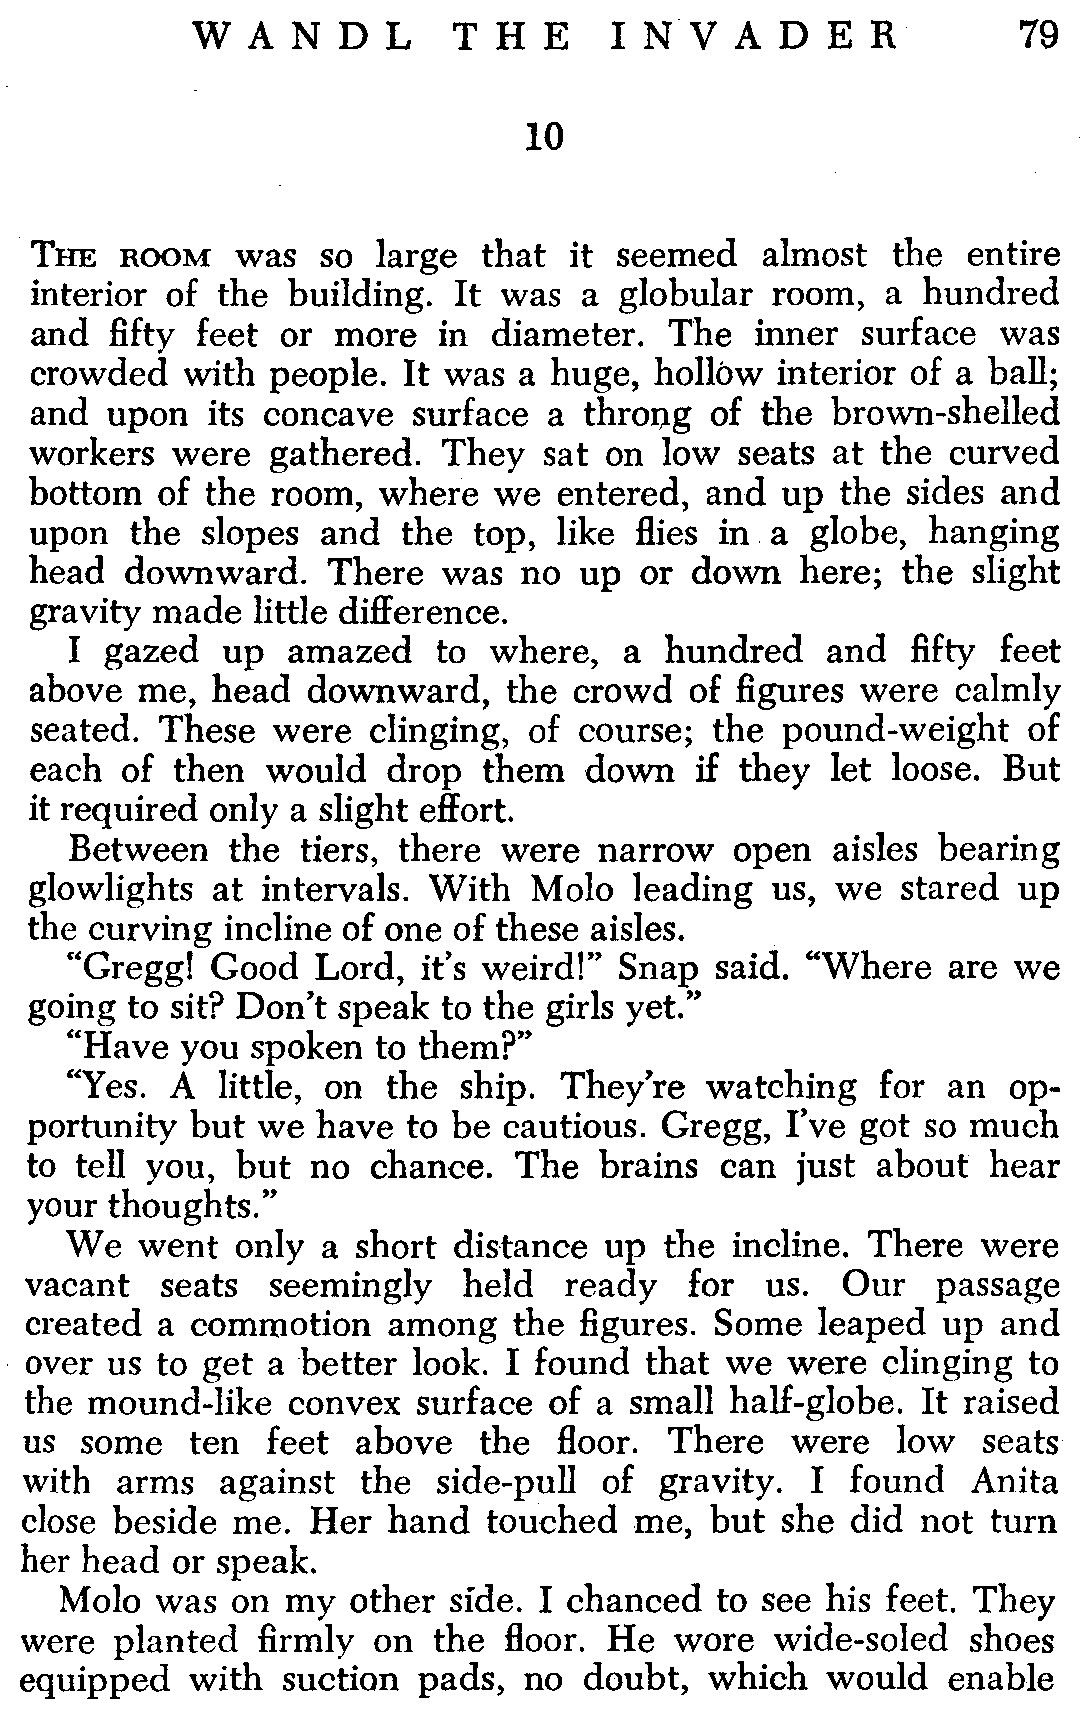 WANDL THE INVADER 79
10
THE ROOM was so large that it seemed almost the entire
interior of the building. It was a globular room, a hundred
and fifty feet or more in diameter. The inner surface was
crowded with people. It was a huge, hollow interior of a ball;
and upon its concave surface a throng of the brown-shelled
workers were gathered. They sat on low seats at the curved
bottom of the room, where we entered, and up the sides and
upon the slopes and the top, like flies in a globe, hanging
head downward. There was no up or down here; the slight
gravity made little difference.
I gazed up amazed to where, a hundred and fifty feet
above me, head downward, the crowd of figures were calmly
seated. These were clinging, of course; the pound-weight of
each of then would drop them down if they let loose. But
it required only a slight effort.
Between the tiers, there were narrow open aisles bearing
glowlights at intervals. With Molo leading us, we stared up
the curving incline of one of these aisles.
“Gregg! Good Lord, it’s weird!” Snap said. “Where are we
going to sit? Don’t speak to the girls yet.”
“Have you spoken to them?”
“Yes. A little, on the ship. They’re watching for an op-
portunity but we have to be cautious. Gregg, I’ve got so much
to tell you, but no chance. The brains can just about hear
your thoughts.”
We went only a short distance up the incline. There were
vacant seats seemingly held ready for us. Our passage
created a commotion among the figures. Some leaped up and
over us to get a better look. I found that we were clinging to
the mound-like convex surface of a small half-globe. It raised
us some ten feet above the floor. There were low seats
with arms against the side-pull of gravity. I found Anita
close beside me. Her hand touched me, but she did not turn
her head or speak.
Molo was on my other side. I chanced to see his feet. They
were planted firmly on the floor. He wore wide-soled shoes
equipped with suction pads, no doubt, which would enable